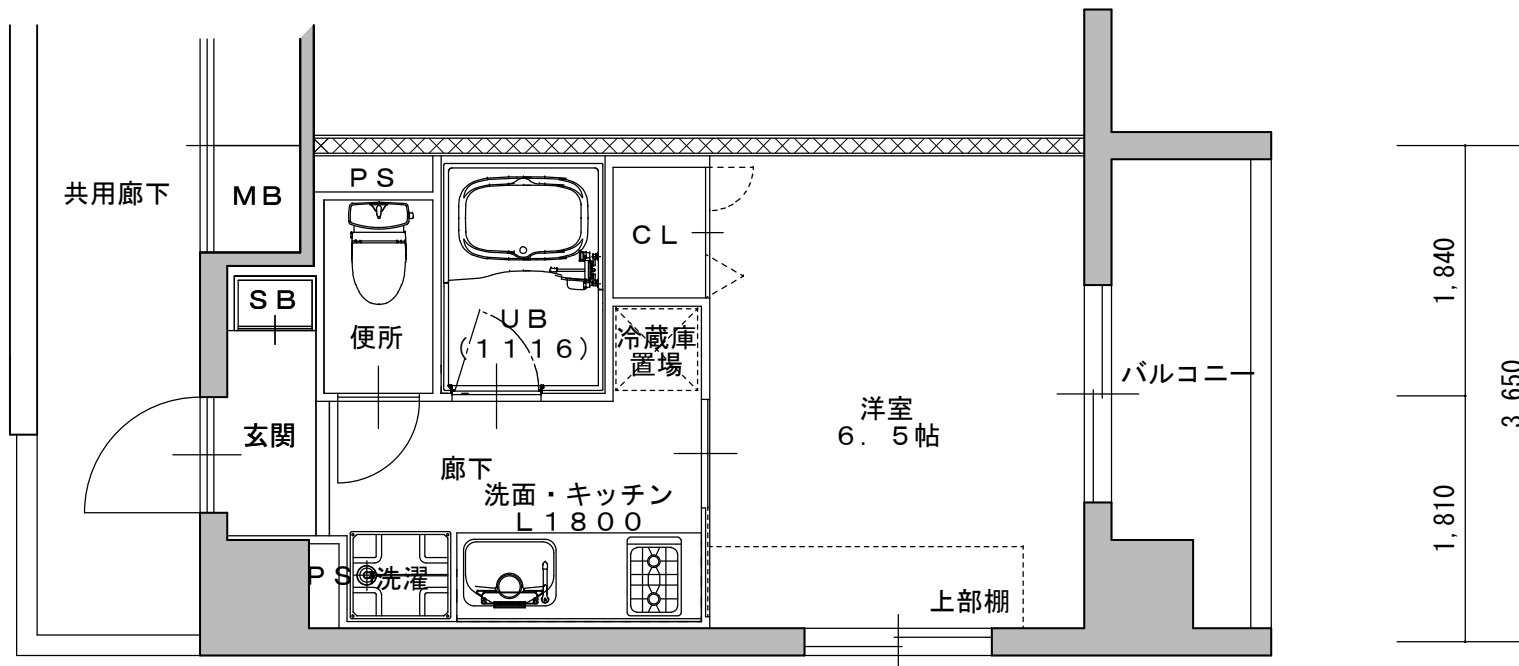 共用廊下
MB
PS
CL
SB
便所
UB
(1116)
冷蔵庫
置場
玄関
廊下
洗面・キッチン
L1800
洋室
6.5帖
バルコニー
PS
洗濯
上部棚
1,840
1,810
3,650